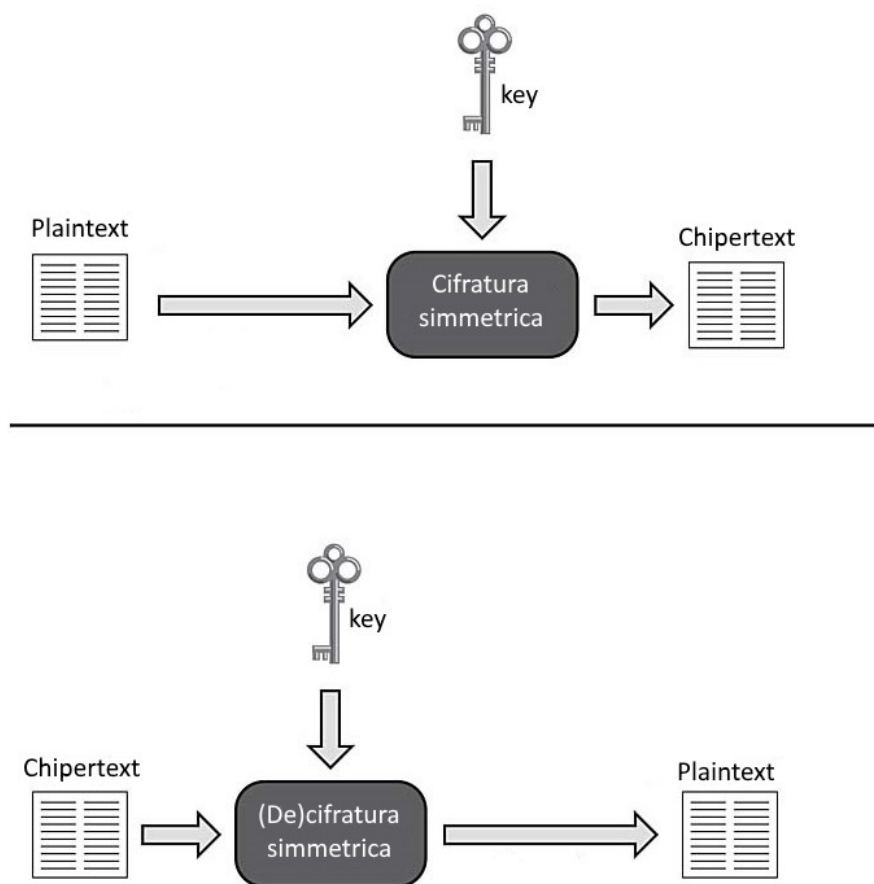 key
Plaintext
Chipertext
Cifratura
simmetrica
key
Chipertext
Plaintext
(De)cifratura
simmetrica